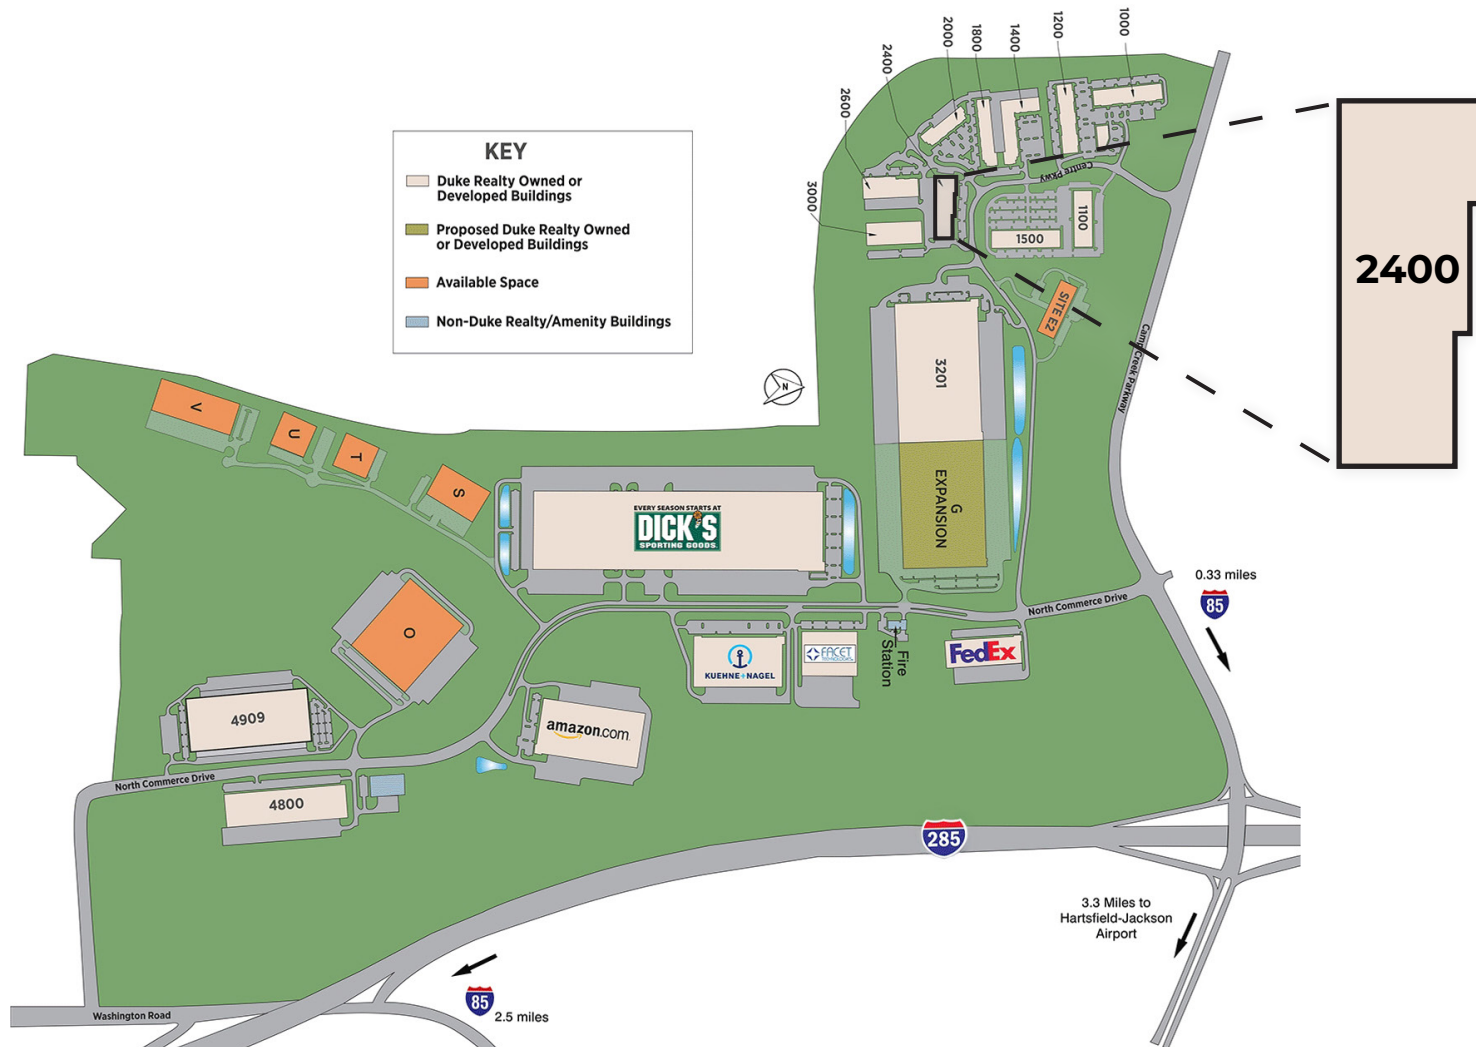 1000
1200
1400
1800
2000
2400
2600
3000
KEY
Duke Realty Owned or
Developed Buildings
Proposed Duke Realty Owned
or Developed Buildings
Available Space
Non-Duke Realty/Amenity Buildings
Centre Pkwy
1100
1500
2400
SITE E2
Camp Creek Parkway
3201
N
G
EXPANSION
V
U
T
S
EVERY SEASON STARTS AT
DICK'S
SPORTING GOODS
0.33 miles
85
North Commerce Drive
O
KUEHNE+NAGEL
FACET
TECHNOLOGIES
Fire
Station
FedEx
4909
amazon.com
North Commerce Drive
4800
285
3.3 Miles to
Hartsfield-Jackson
Airport
85
2.5 miles
Washington Road